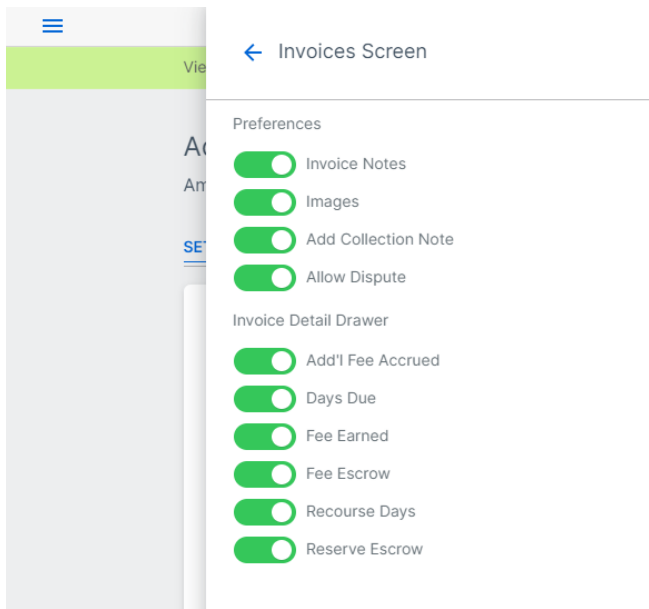 Invoices Screen
Preferences
Invoice Notes
Images
Add Collection Note
Allow Dispute
Invoice Detail Drawer
Add'l Fee Accrued
Days Due
Fee Earned
Fee Escrow
Recourse Days
Reserve Escrow